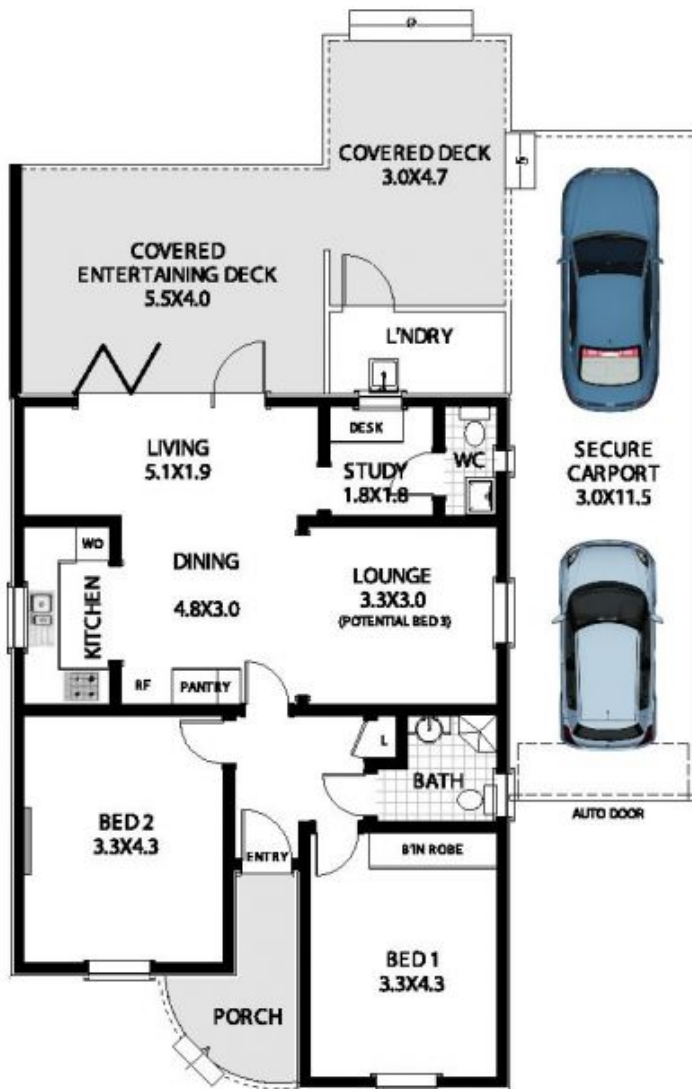 COVERED DECK
3.0X4.7
COVERED
ENTERTAINING DECK
5.5X4.0
L'NDRY
LIVING
5.1X1.9
DESK
STUDY
1.8X1.8
WC
SECURE
CARPORT
3.0X11.5
WO
KITCHEN
DINING
4.8X3.0
LOUNGE
3.3X3.0
(POTENTIAL BED 3)
RF
PANTRY
L
BATH
AUTO DOOR
BED 2
3.3X4.3
ENTRY
B'IN ROBE
BED 1
3.3X4.3
PORCH